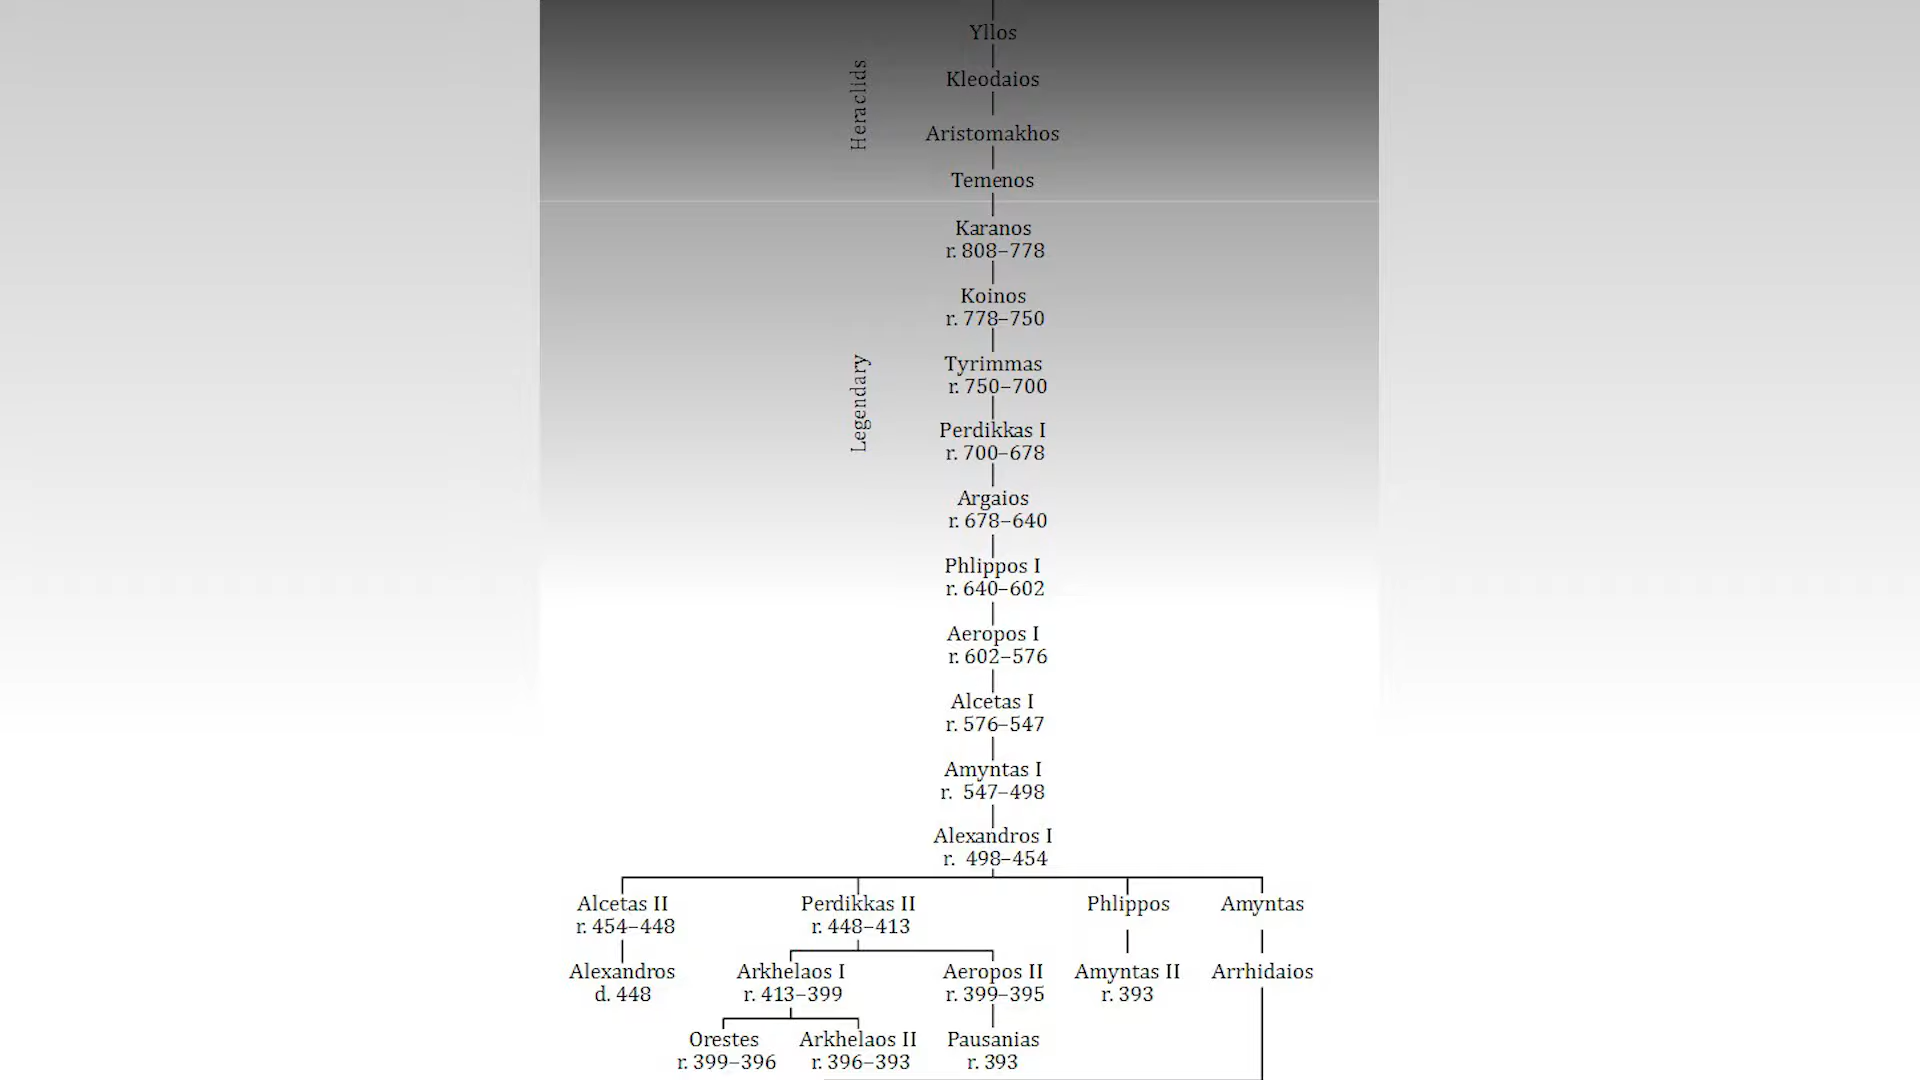 Yllos
Heraclids
Kleodaios
Aristomakhos
Temenos
Karanos
r. 808–778
Koinos
r. 778–750
Legendary
Tyrimmas
r. 750–700
Perdikkas I
r. 700–678
Argaios
r. 678–640
Phlippos I
r. 640–602
Aeropos I
r. 602–576
Alcetas I
r. 576–547
Amyntas I
r. 547–498
Alexandros I
r. 498–454
Alcetas II Perdikkas II Phlippos Amyntas
r. 454–448 r. 448–413
Alexandros Arkhelaos I Aeropos II Amyntas II Arrhidaios
d. 448 r. 413–399 r. 399–395 r. 393
Orestes Arkhelaos II Pausanias
r. 399–396 r. 396–393 r. 393